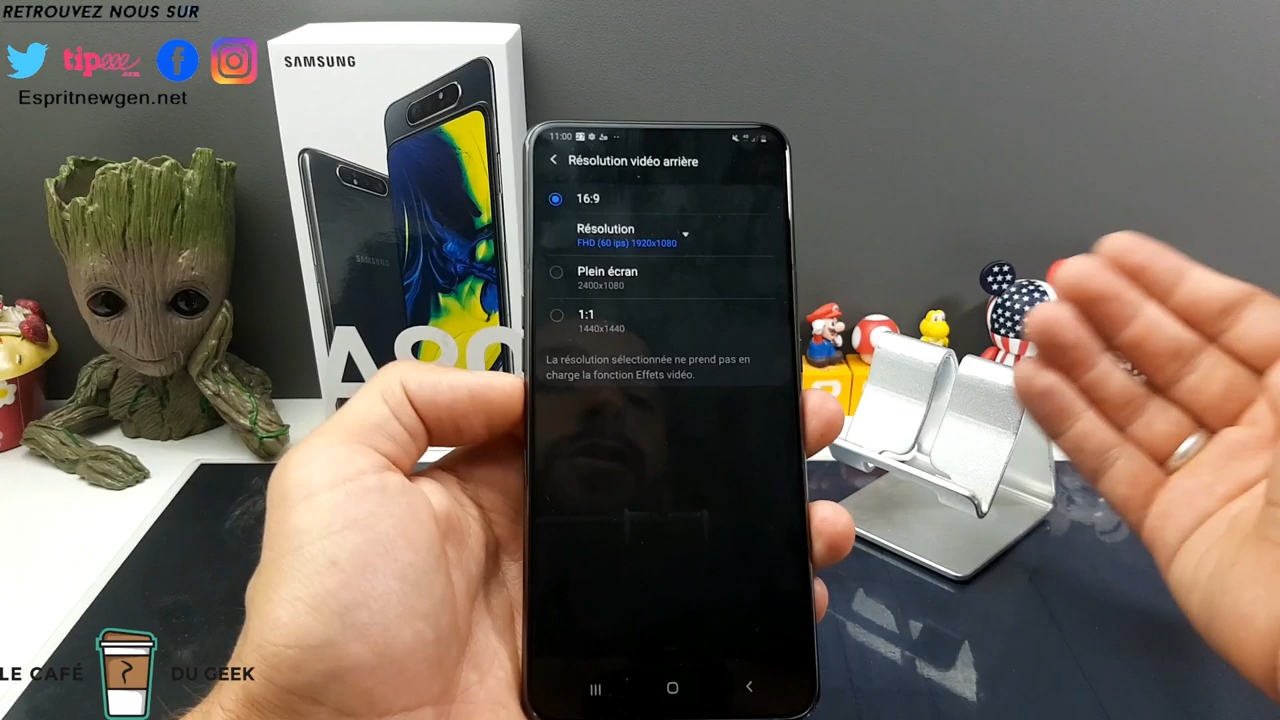 RETROUVEZ NOUS SUR
tipeee
.com
Espritnewgen.net
SAMSUNG
SAMSUNG
11:00
Résolution vidéo arrière
16:9
Résolution
FHD (60 ips) 1920x1080
Plein écran
2400x1080
1:1
1440x1440
La résolution sélectionnée ne prend pas en
charge la fonction Effets vidéo.
LE CAFÉ
DU GEEK